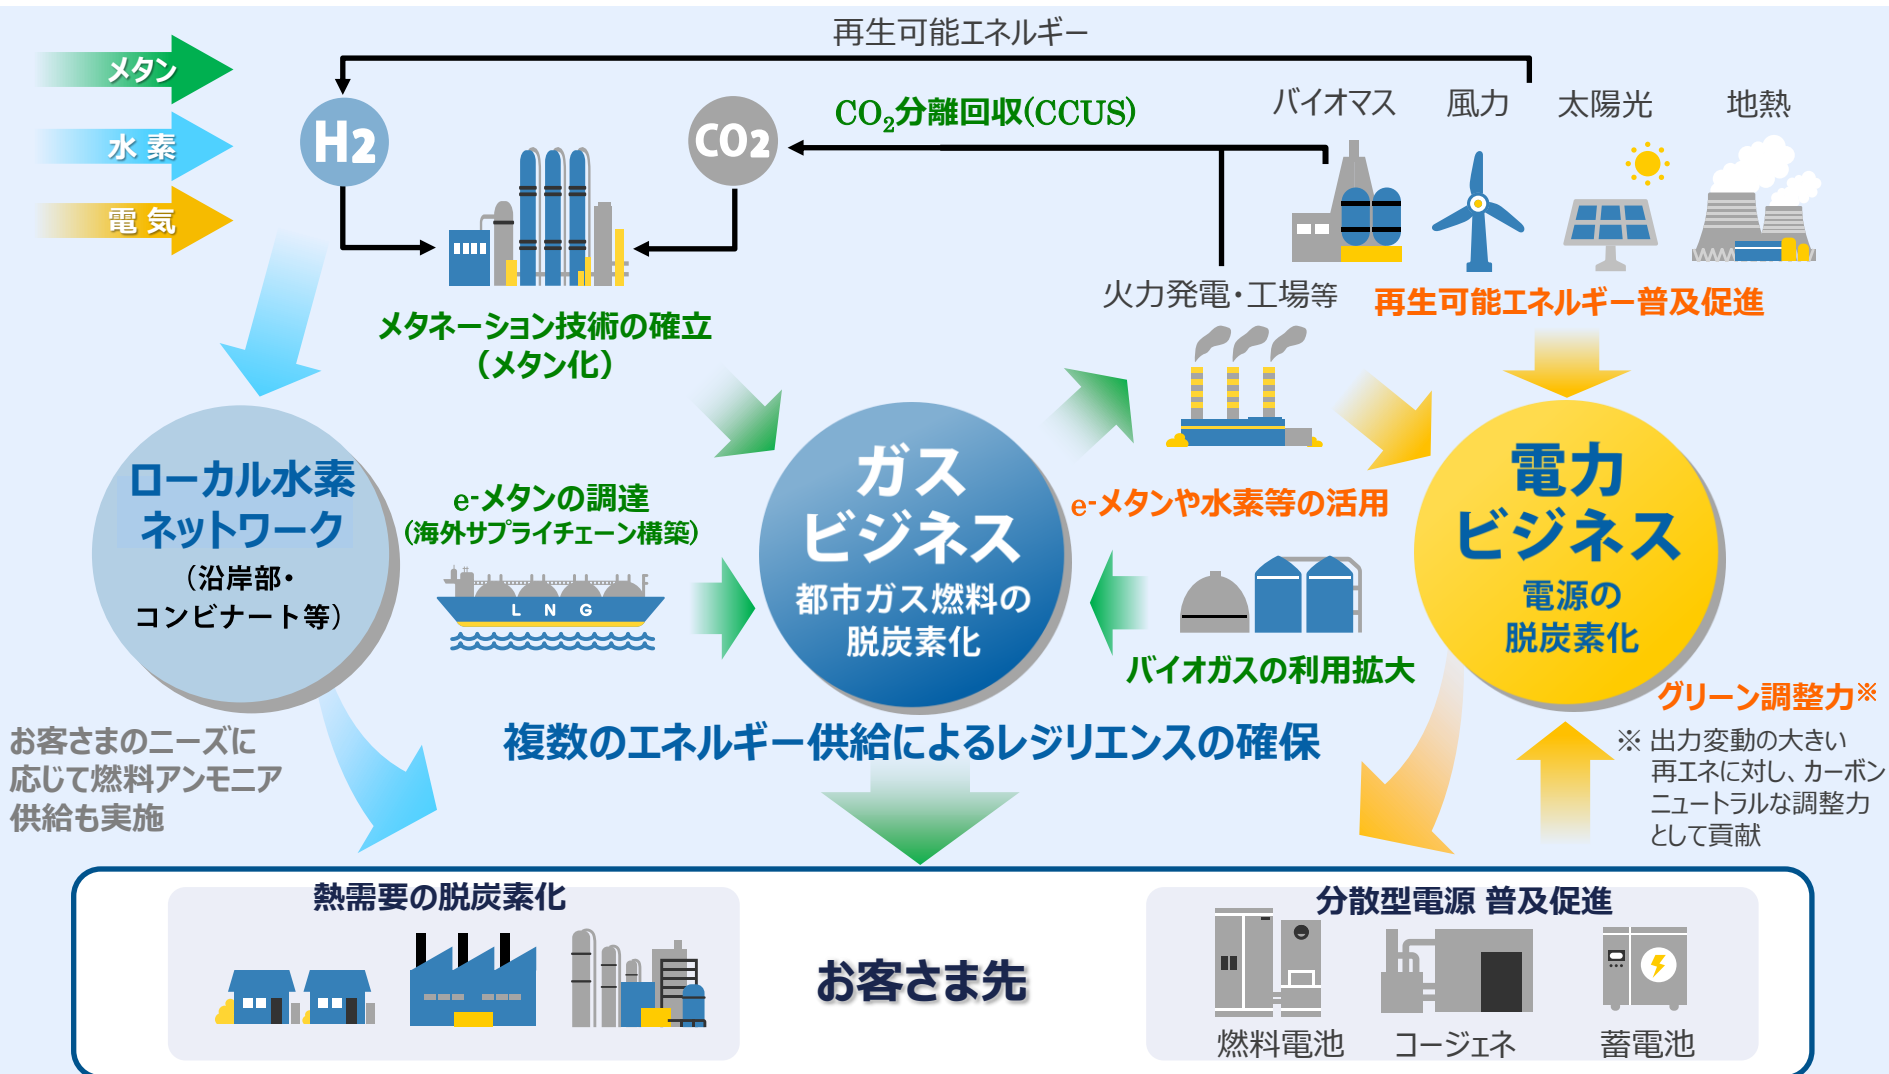 再生可能エネルギー
メタン
水 素
電 気
H2
CO2
CO₂分離回収(CCUS)
バイオマス
風力
太陽光
地熱
メタネーション技術の確立
（メタン化）
火力発電・工場等
再生可能エネルギー普及促進
ローカル水素
ネットワーク
（沿岸部・
コンビナート等）
e-メタンの調達
（海外サプライチェーン構築）
L N G
ガス
ビジネス
都市ガス燃料の
脱炭素化
e-メタンや水素等の活用
バイオガスの利用拡大
電力
ビジネス
電源の
脱炭素化
グリーン調整力※
※ 出力変動の大きい
再エネに対し、カーボン
ニュートラルな調整力
として貢献
お客さまのニーズに
応じて燃料アンモニア
供給も実施
複数のエネルギー供給によるレジリエンスの確保
熱需要の脱炭素化
お客さま先
分散型電源 普及促進
燃料電池
コージェネ
蓄電池